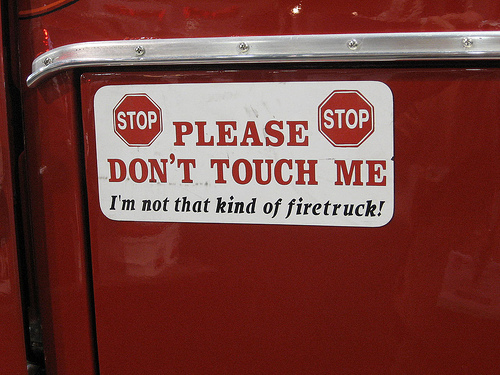 STOP STOP
PLEASE
DON'T TOUCH ME
I'm not that kind of firetruck!